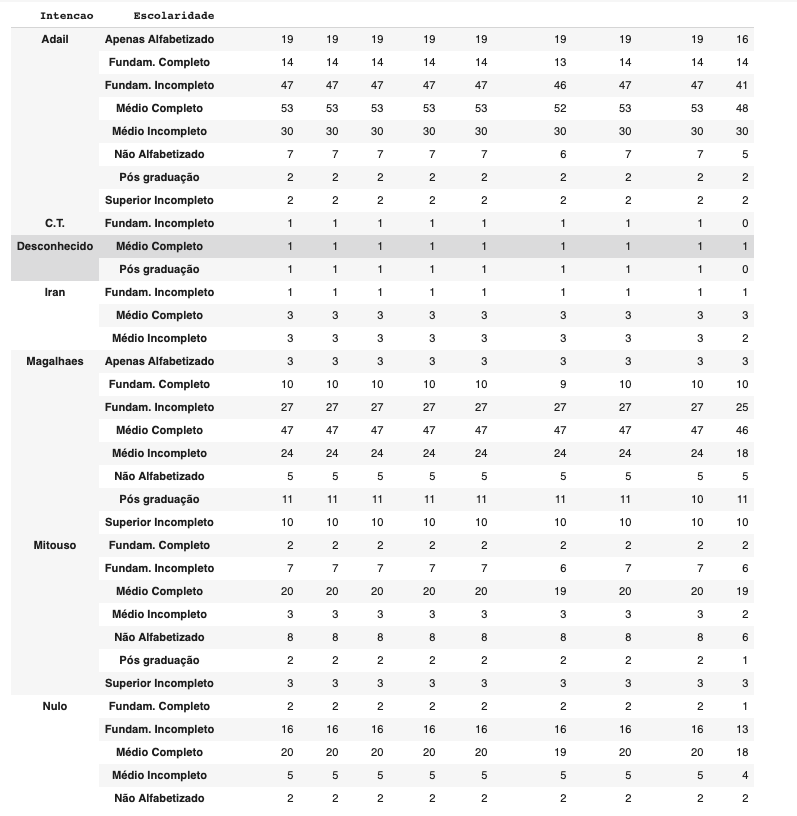 Intencao Escolaridade
Adail Apenas Alfabetizado 19 19 19 19 19 19 19 19 16
Fundam. Completo 14 14 14 14 14 13 14 14 14
Fundam. Incompleto 47 47 47 47 47 46 47 47 41
Médio Completo 53 53 53 53 53 52 53 53 48
Médio Incompleto 30 30 30 30 30 30 30 30 30
Não Alfabetizado 7 7 7 7 7 6 7 7 5
Pós graduação 2 2 2 2 2 2 2 2 2
Superior Incompleto 2 2 2 2 2 2 2 2 2
C.T. Fundam. Incompleto 1 1 1 1 1 1 1 1 0
Desconhecido Médio Completo 1 1 1 1 1 1 1 1 1
Pós graduação 1 1 1 1 1 1 1 1 0
Iran Fundam. Incompleto 1 1 1 1 1 1 1 1 1
Médio Completo 3 3 3 3 3 3 3 3 3
Médio Incompleto 3 3 3 3 3 3 3 3 2
Magalhaes Apenas Alfabetizado 3 3 3 3 3 3 3 3 3
Fundam. Completo 10 10 10 10 10 9 10 10 10
Fundam. Incompleto 27 27 27 27 27 27 27 27 25
Médio Completo 47 47 47 47 47 47 47 47 46
Médio Incompleto 24 24 24 24 24 24 24 24 18
Não Alfabetizado 5 5 5 5 5 5 5 5 5
Pós graduação 11 11 11 11 11 11 11 10 11
Superior Incompleto 10 10 10 10 10 10 10 10 10
Mitouso Fundam. Completo 2 2 2 2 2 2 2 2 2
Fundam. Incompleto 7 7 7 7 7 6 7 7 6
Médio Completo 20 20 20 20 20 19 20 20 19
Médio Incompleto 3 3 3 3 3 3 3 3 2
Não Alfabetizado 8 8 8 8 8 8 8 8 6
Pós graduação 2 2 2 2 2 2 2 2 1
Superior Incompleto 3 3 3 3 3 3 3 3 3
Nulo Fundam. Completo 2 2 2 2 2 2 2 2 1
Fundam. Incompleto 16 16 16 16 16 16 16 16 13
Médio Completo 20 20 20 20 20 19 20 20 18
Médio Incompleto 5 5 5 5 5 5 5 5 4
Não Alfabetizado 2 2 2 2 2 2 2 2 2